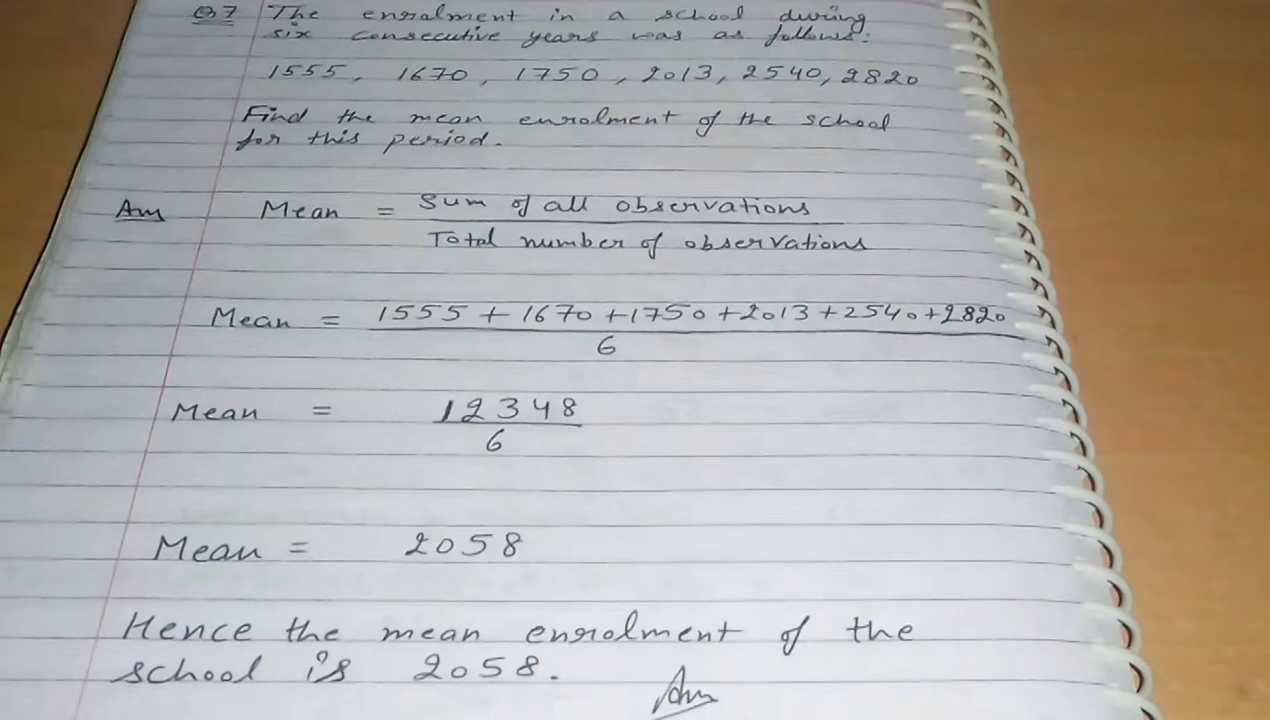 Q7 The enrolment in a school during
six consecutive years was as follows:
1555, 1670, 1750, 2013, 2540, 2820
Find the mean enrolment of the school
for this period.
Ans Mean = Sum of all observations
Total number of observations
Mean = 1555 + 1670 + 1750 + 2013 + 2540 + 2820
6
Mean = 12348
6
Mean = 2058
Hence the mean enrolment of the
school is 2058.
Ans